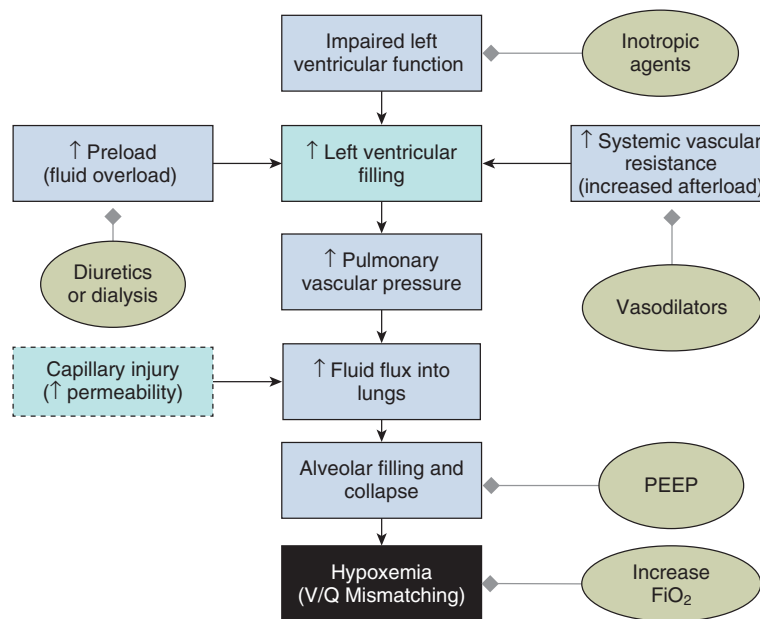 Impaired left
ventricular function
Inotropic
agents
↑ Preload
(fluid overload)
↑ Left ventricular
filling
↑ Systemic vascular
resistance
(increased afterload)
Diuretics
or dialysis
↑ Pulmonary
vascular pressure
Vasodilators
Capillary injury
(↑ permeability)
↑ Fluid flux into
lungs
Alveolar filling and
collapse
PEEP
Hypoxemia
(V/Q Mismatching)
Increase
FiO₂